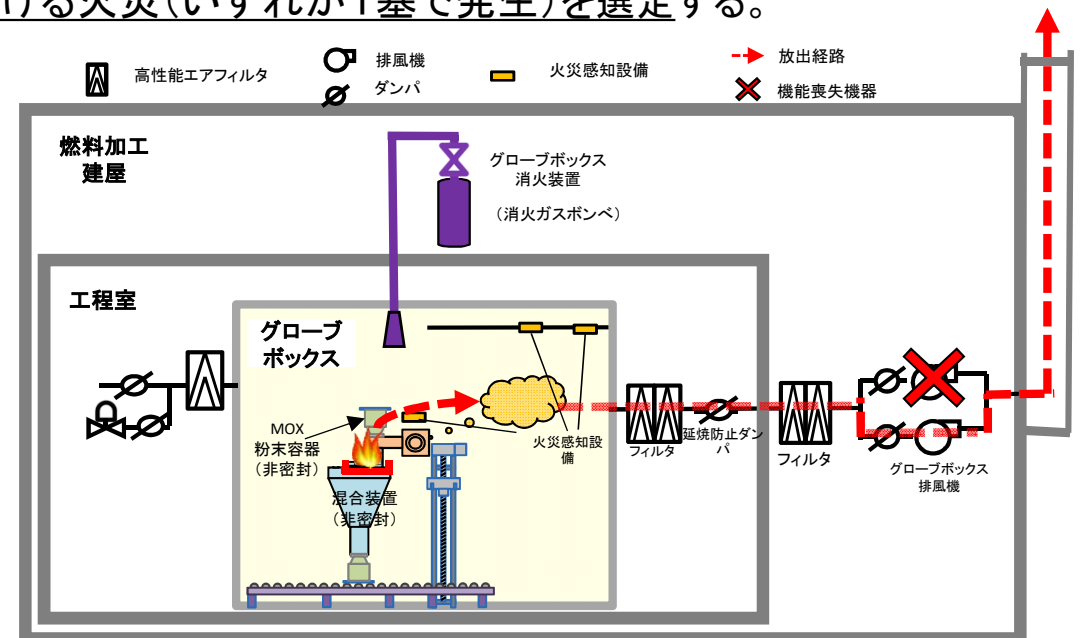 ける火災(いずれか1基で発生)を選定する。
高性能エアフィルタ
排風機
ダンパ
火災感知設備
放出経路
機能喪失機器
燃料加工
建屋
グローブボックス
消火装置
(消火ガスボンベ)
工程室
グローブ
ボックス
MOX
粉末容器
(非密封)
混合装置
(非密封)
火災感知設
備
フィルタ
延焼防止ダン
パ
フィルタ
グローブボックス
排風機